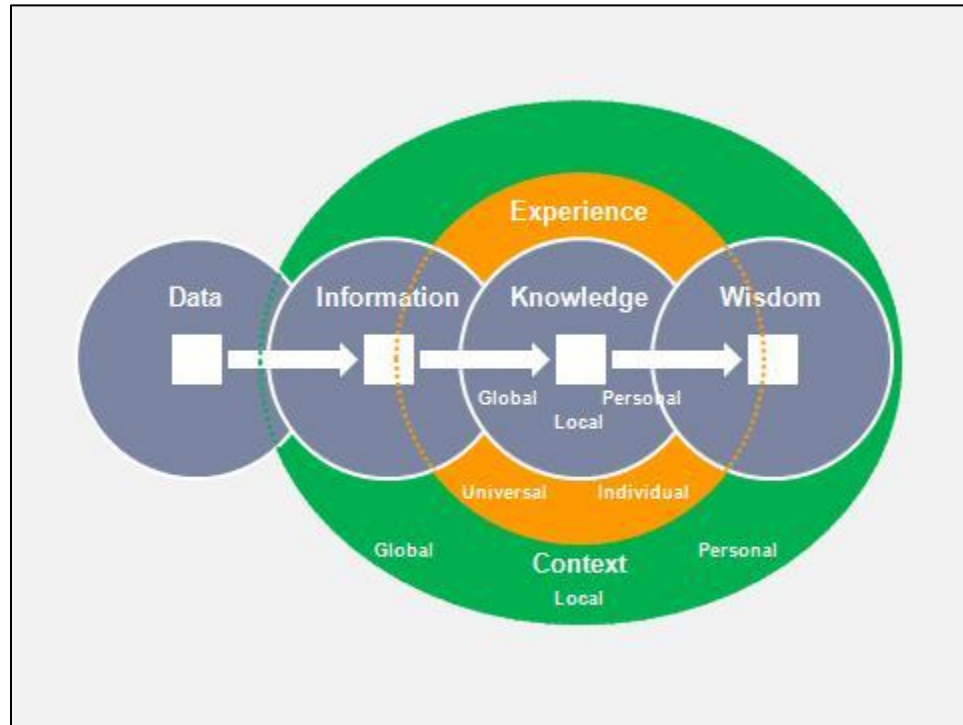 Experience
Data Information Knowledge Wisdom
Global Personal
Local
Universal Individual
Global Personal
Context
Local